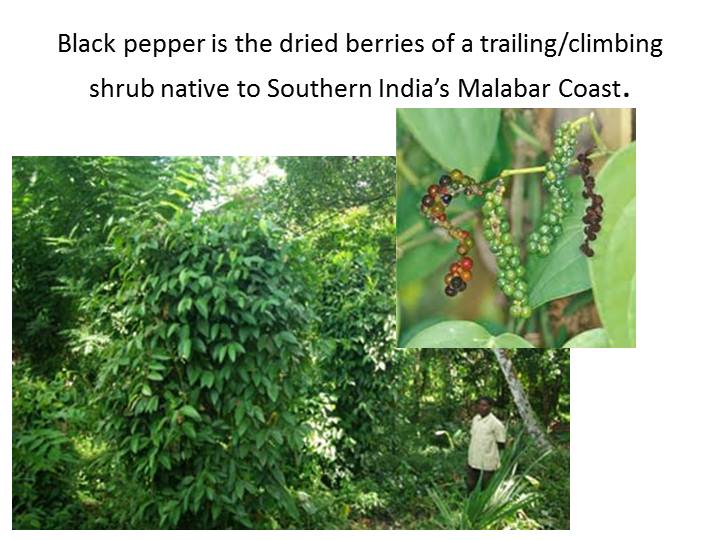 Black pepper is the dried berries of a trailing/climbing
shrub native to Southern India’s Malabar Coast.